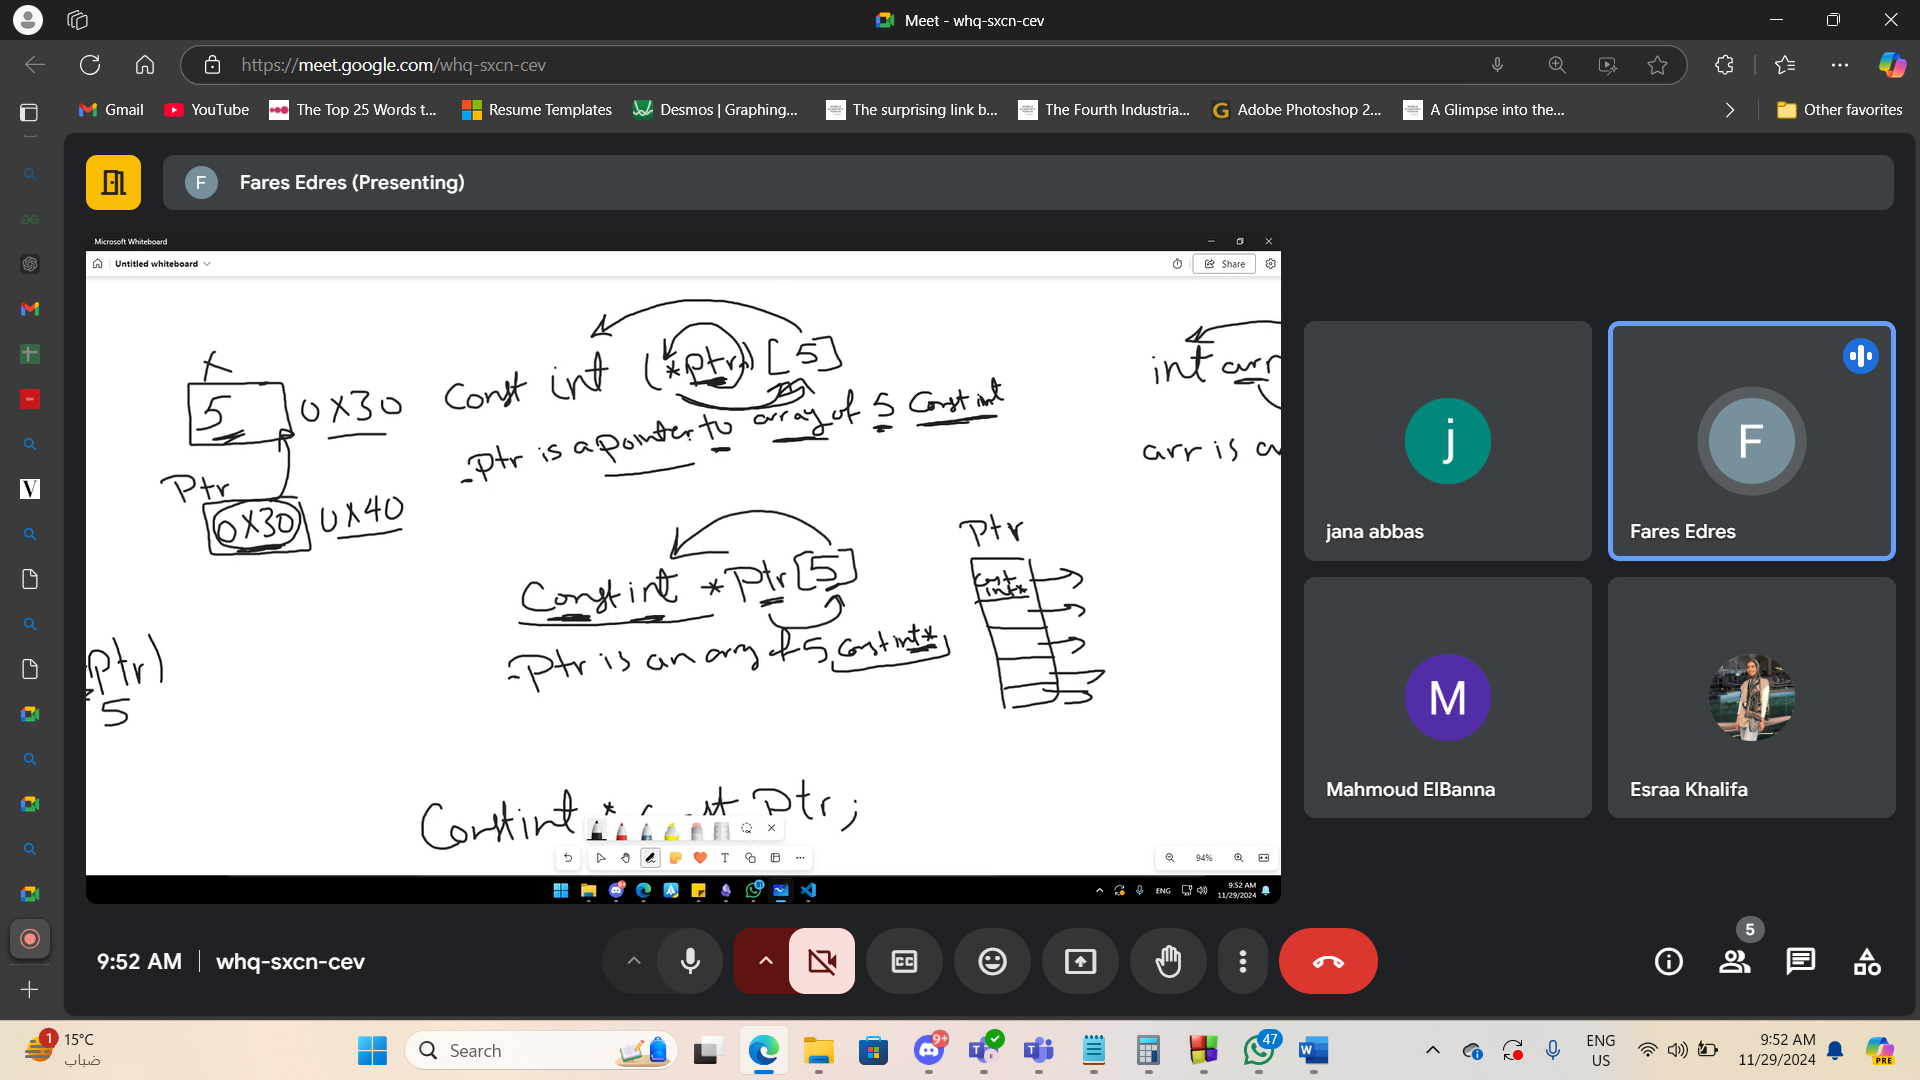 Meet - whq-sxcn-cev
https://meet.google.com/whq-sxcn-cev
Gmail
YouTube
The Top 25 Words t...
Resume Templates
Desmos | Graphing...
The surprising link b...
The Fourth Industria...
Adobe Photoshop 2...
A Glimpse into the...
Other favorites
F
Fares Edres (Presenting)
Microsoft Whiteboard
Untitled whiteboard
Share
X
5
0X30
Ptr
0X30
0X40
Const int (*ptr) [5]
- Ptr is a pointer to array of 5 Const int
int arr
arr is a
Const int *Ptr[5]
- Ptr is an array of 5 Const int*
Ptr
Const
int*
Ptr)
5
Const int * const Ptr;
94%
ENG
9:52 AM
11/29/2024
j
jana abbas
F
Fares Edres
M
Mahmoud ElBanna
Esraa Khalifa
9:52 AM
whq-sxcn-cev
5
1
15°C
ضباب
Search
9+
47
ENG
US
9:52 AM
11/29/2024
PRE